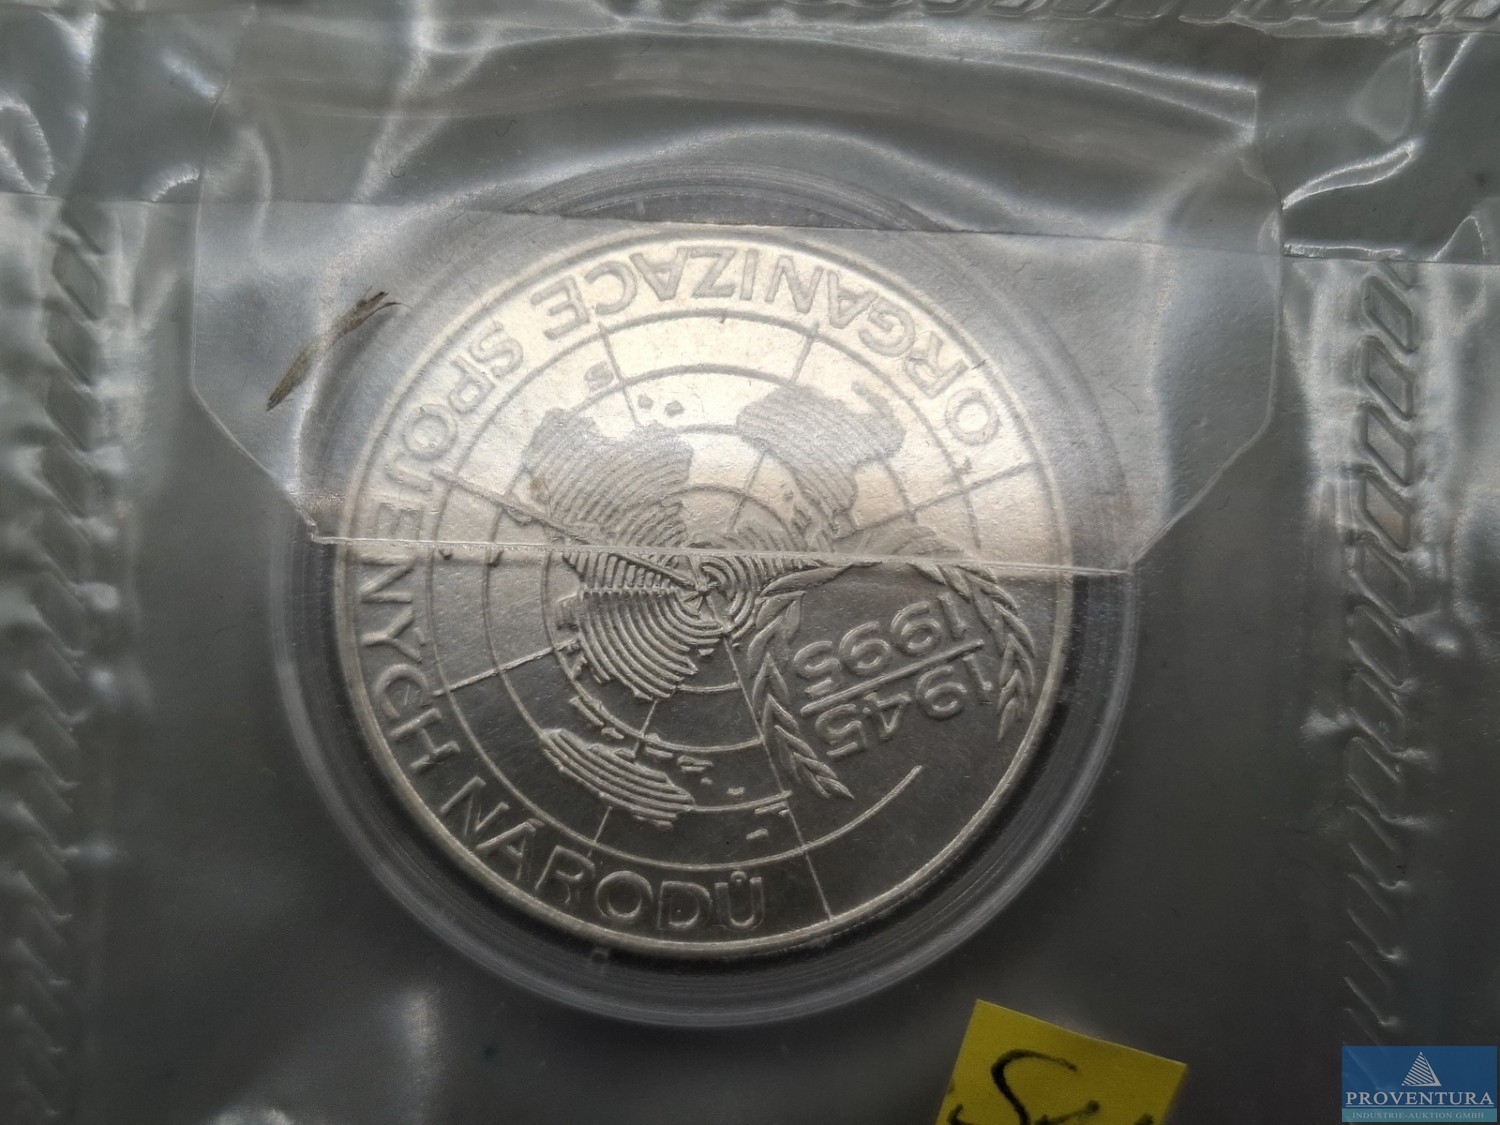 ORGANIZACE SPOJENÝCH NÁRODŮ
1945
1995
PROVENTURA
INDUSTRIE-AUKTION GMBH